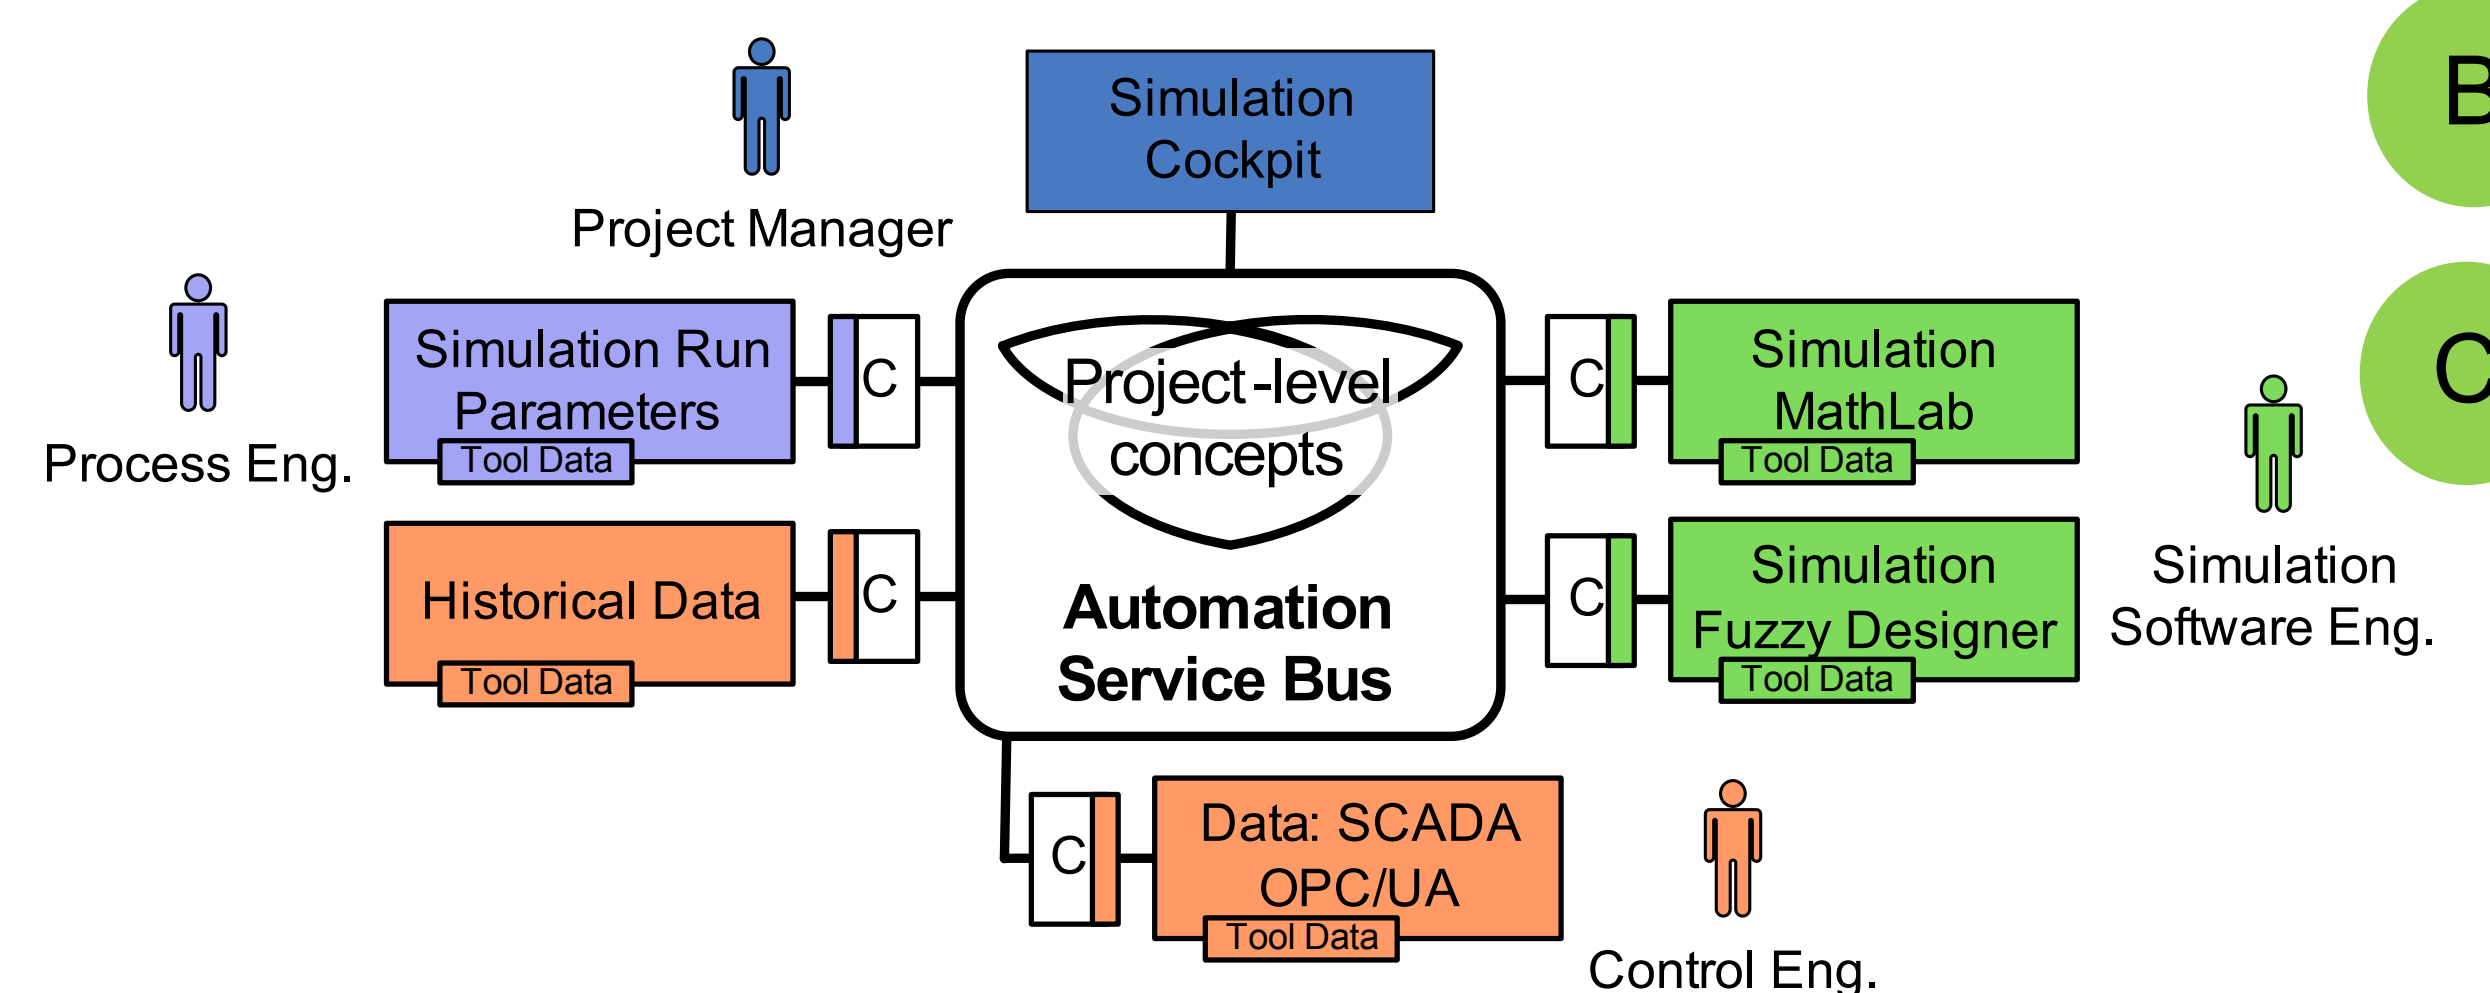 Simulation
Cockpit
B
Project Manager
Simulation Run
Parameters
Tool Data
C
Project-level
concepts
C
Simulation
MathLab
Tool Data
C
Process Eng.
Historical Data
Tool Data
C
Automation
Service Bus
C
Simulation
Fuzzy Designer
Tool Data
Simulation
Software Eng.
C
Data: SCADA
OPC/UA
Tool Data
Control Eng.